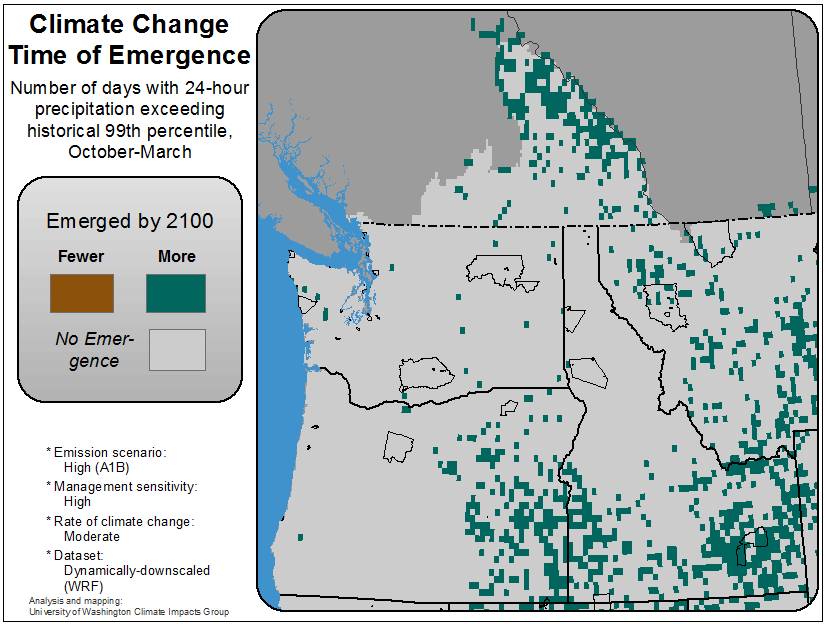 Climate Change
Time of Emergence
Number of days with 24-hour
precipitation exceeding
historical 99th percentile,
October-March
Emerged by 2100
Fewer More
No Emer-
gence
* Emission scenario:
High (A1B)
* Management sensitivity:
High
* Rate of climate change:
Moderate
* Dataset:
Dynamically-downscaled
(WRF)
Analysis and mapping:
University of Washington Climate Impacts Group